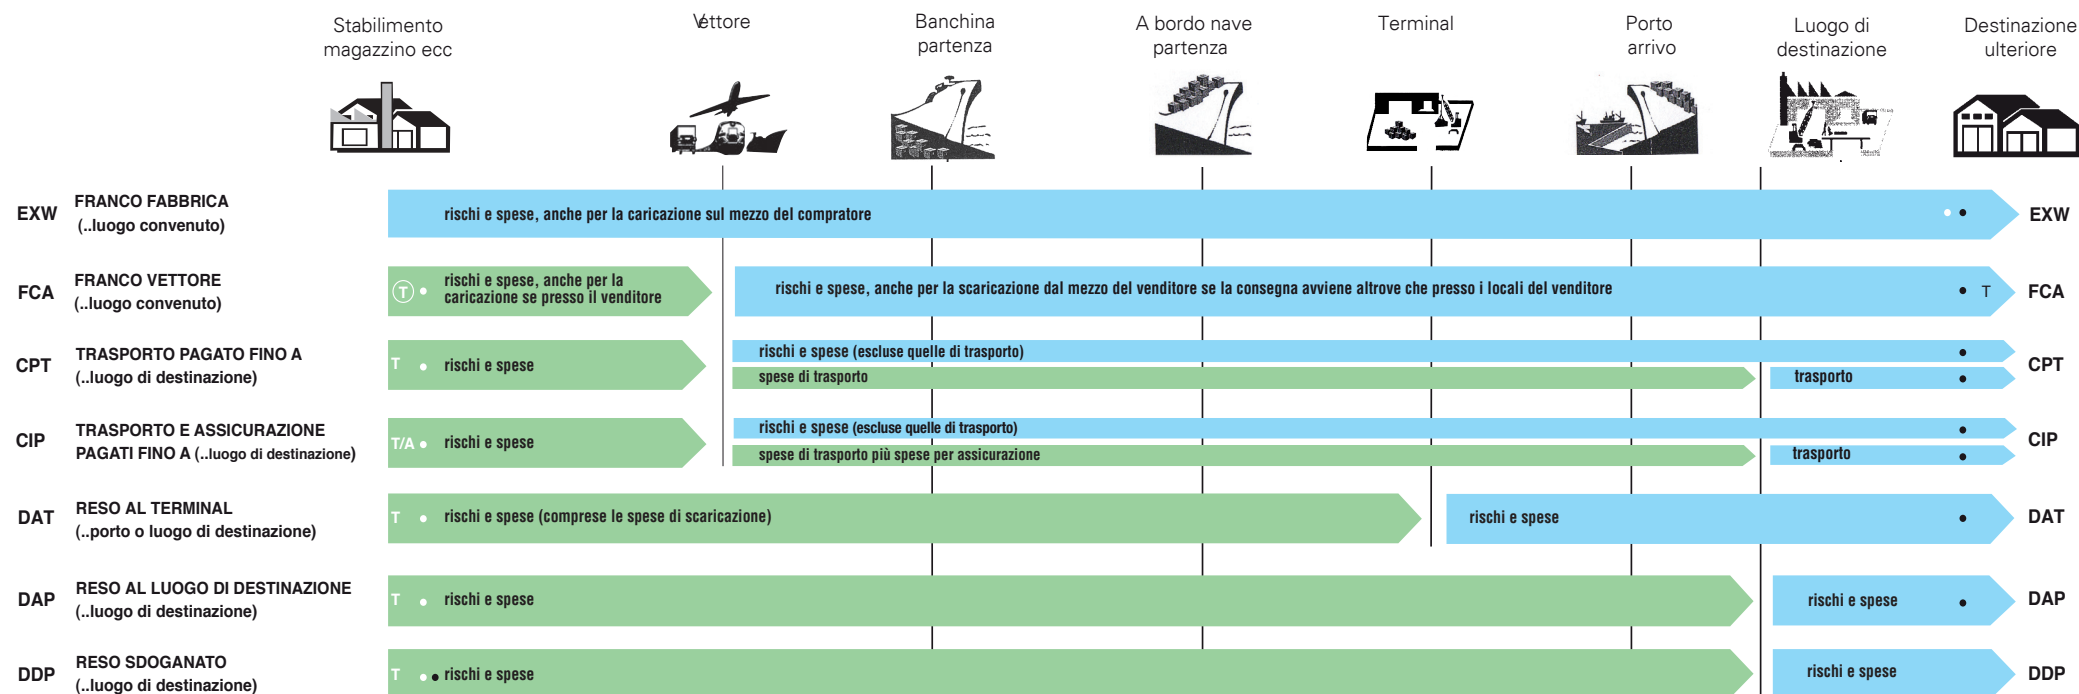 Stabilimento
magazzino ecc
Vettore
Banchina
partenza
A bordo nave
partenza
Terminal
Porto
arrivo
Luogo di
destinazione
Destinazione
ulteriore
EXW
FRANCO FABBRICA
(..luogo convenuto)
rischi e spese, anche per la caricazione sul mezzo del compratore
EXW
FCA
FRANCO VETTORE
(..luogo convenuto)
T
rischi e spese, anche per la
caricazione se presso il venditore
rischi e spese, anche per la scaricazione dal mezzo del venditore se la consegna avviene altrove che presso i locali del venditore
T
FCA
CPT
TRASPORTO PAGATO FINO A
(..luogo di destinazione)
T
rischi e spese
rischi e spese (escluse quelle di trasporto)
spese di trasporto
trasporto
CPT
CIP
TRASPORTO E ASSICURAZIONE
PAGATI FINO A (..luogo di destinazione)
T/A
rischi e spese
rischi e spese (escluse quelle di trasporto)
spese di trasporto più spese per assicurazione
trasporto
CIP
DAT
RESO AL TERMINAL
(..porto o luogo di destinazione)
T
rischi e spese (comprese le spese di scaricazione)
rischi e spese
DAT
DAP
RESO AL LUOGO DI DESTINAZIONE
(..luogo di destinazione)
T
rischi e spese
rischi e spese
DAP
DDP
RESO SDOGANATO
(..luogo di destinazione)
T
rischi e spese
rischi e spese
DDP